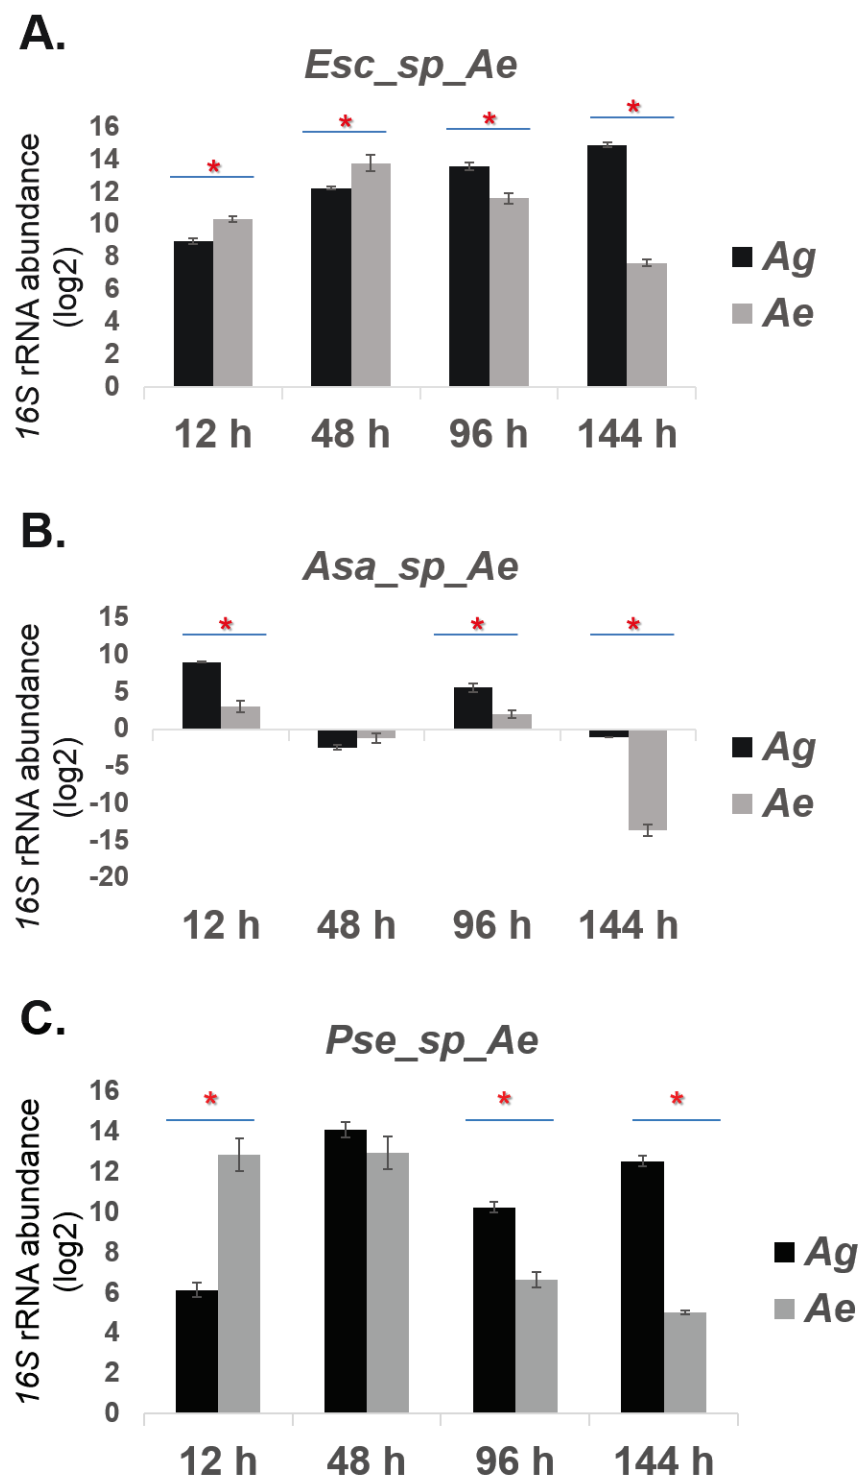 A.
Esc_sp_Ae
16S rRNA abundance
(log2)
16
14
12
10
8
6
4
2
0
*
*
*
*
12 h 48 h 96 h 144 h
Ag
Ae
B.
Asa_sp_Ae
16S rRNA abundance
(log2)
15
10
5
0
-5
-10
-15
-20
*
*
*
12 h 48 h 96 h 144 h
Ag
Ae
C.
Pse_sp_Ae
16S rRNA abundance
(log2)
16
14
12
10
8
6
4
2
0
*
*
*
12 h 48 h 96 h 144 h
Ag
Ae